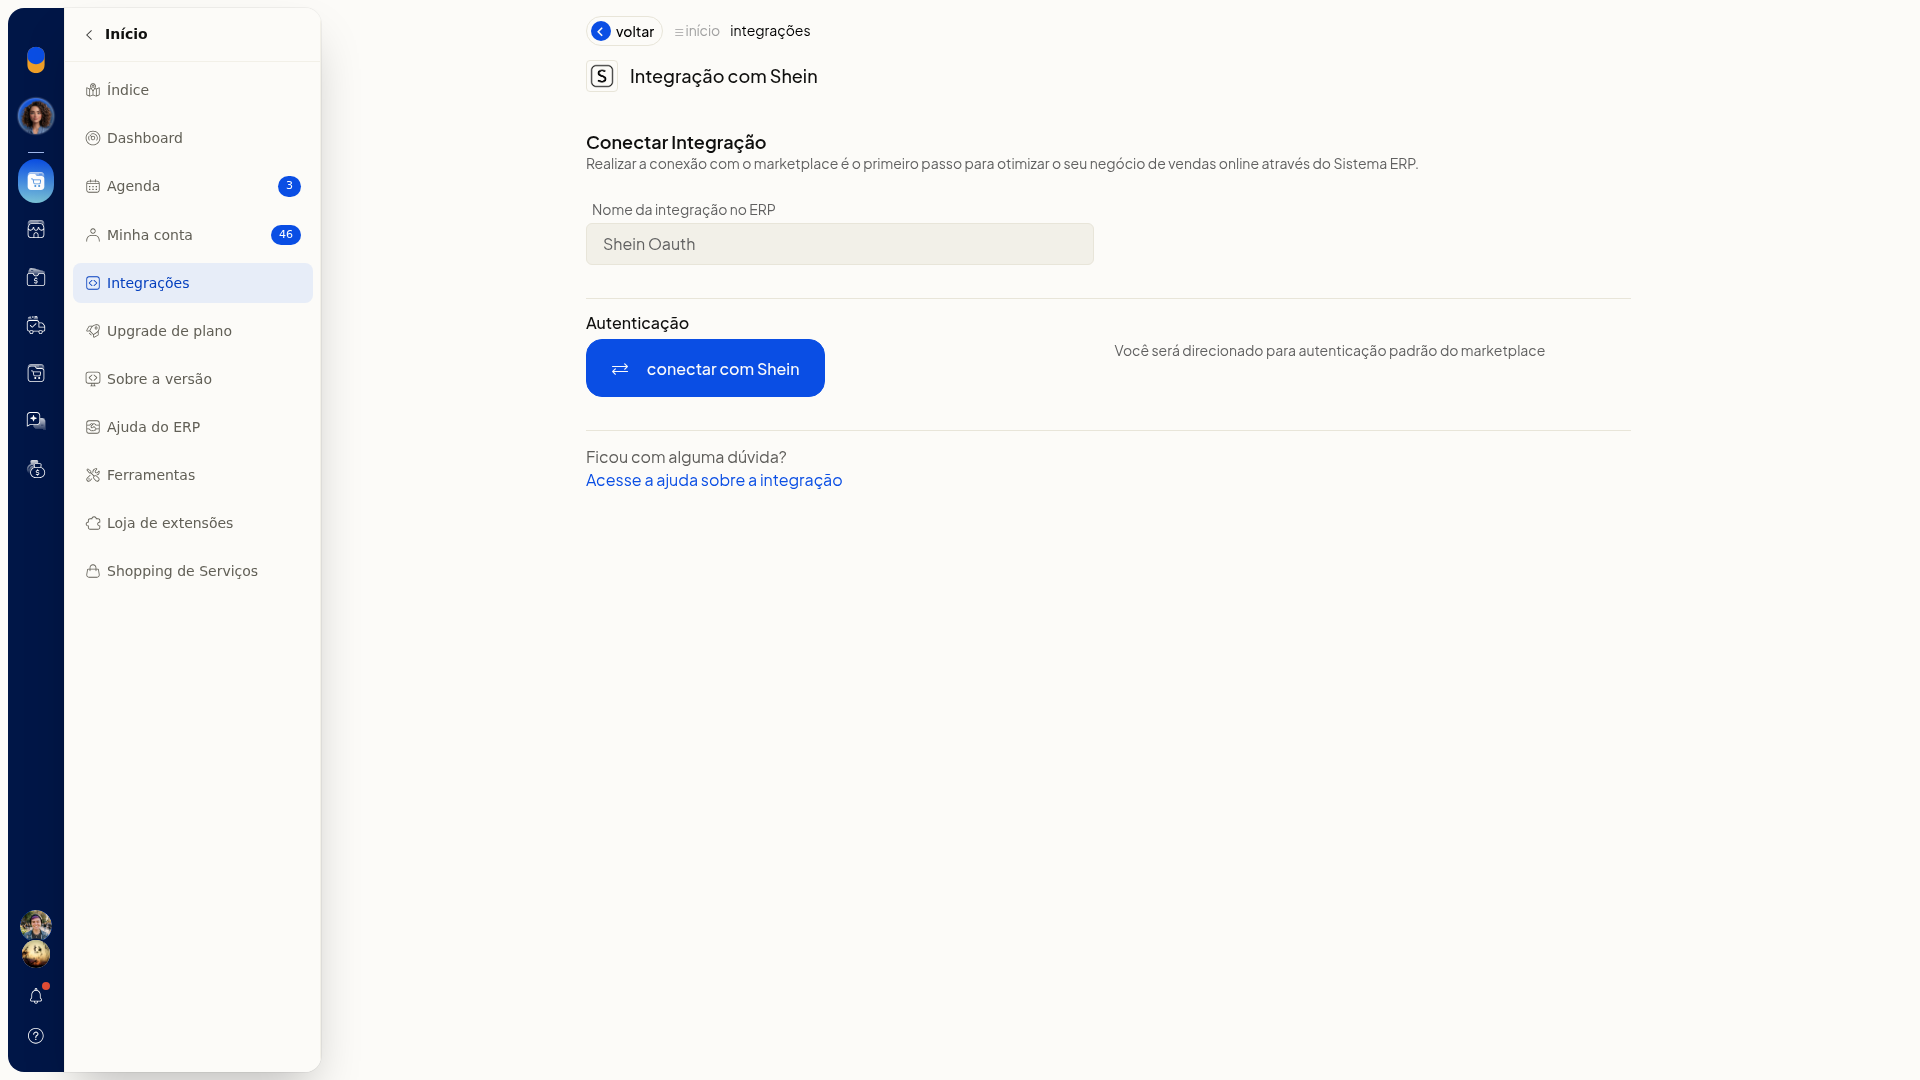 Início
Índice
Dashboard
Agenda 3
Minha conta 46
Integrações
Upgrade de plano
Sobre a versão
Ajuda do ERP
Ferramentas
Loja de extensões
Shopping de Serviços
voltar início integrações
S Integração com Shein
Conectar Integração
Realizar a conexão com o marketplace é o primeiro passo para otimizar o seu negócio de vendas online através do Sistema ERP.
Nome da integração no ERP
Shein Oauth
Autenticação
conectar com Shein
Você será direcionado para autenticação padrão do marketplace
Ficou com alguma dúvida?
Acesse a ajuda sobre a integração